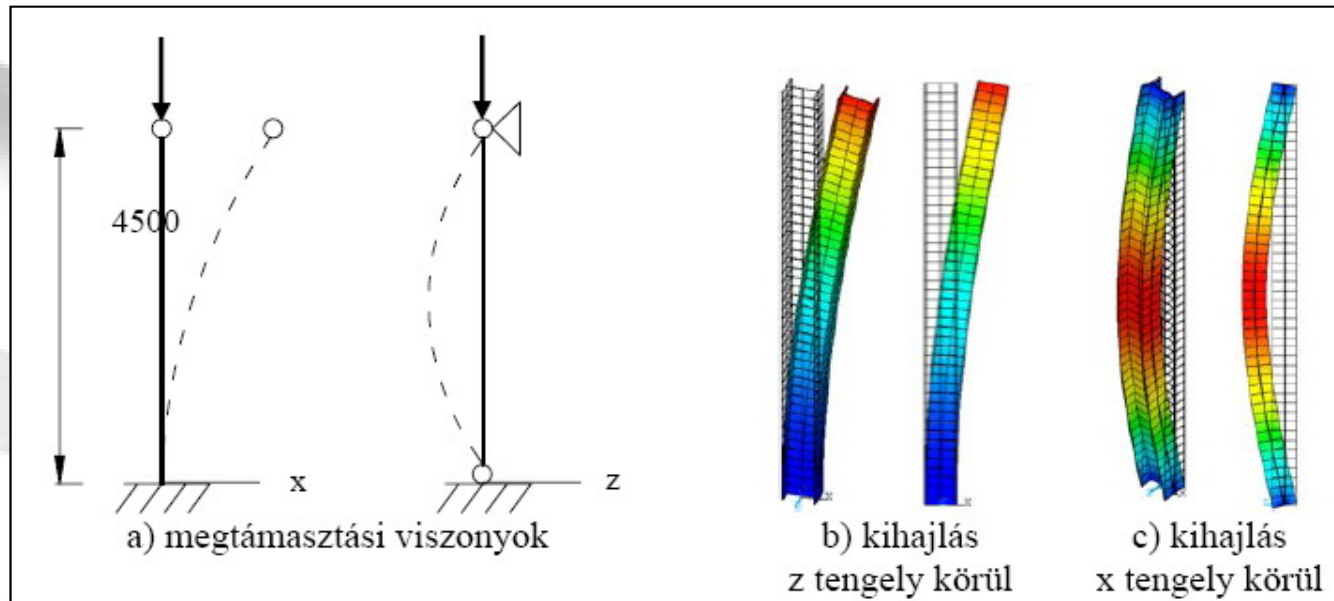 4500
x
z
a) megtámasztási viszonyok
b) kihajlás
z tengely körül
c) kihajlás
x tengely körül